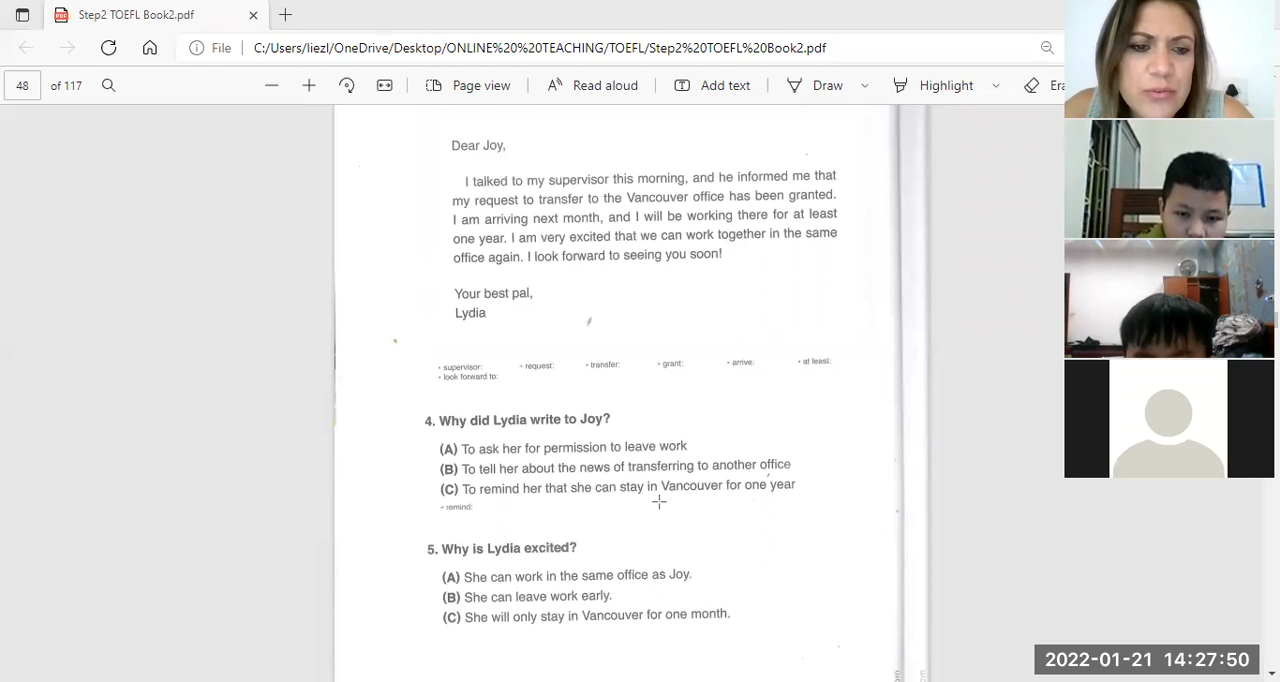 Step2 TOEFL Book2.pdf
File
C:/Users/liezl/OneDrive/Desktop/ONLINE%20%20TEACHING/TOEFL/Step2%20TOEFL%20Book2.pdf
48 of 117
Page view
Read aloud
Add text
Draw
Highlight
Era
Dear Joy,
I talked to my supervisor this morning, and he informed me that
my request to transfer to the Vancouver office has been granted.
I am arriving next month, and I will be working there for at least
one year. I am very excited that we can work together in the same
office again. I look forward to seeing you soon!
Your best pal,
Lydia
• supervisor: • request: • transfer: • grant: • arrive: • at least:
• look forward to:
4. Why did Lydia write to Joy?
(A) To ask her for permission to leave work
(B) To tell her about the news of transferring to another office
(C) To remind her that she can stay in Vancouver for one year
• remind:
5. Why is Lydia excited?
(A) She can work in the same office as Joy.
(B) She can leave work early.
(C) She will only stay in Vancouver for one month.
2022-01-21 14:27:50